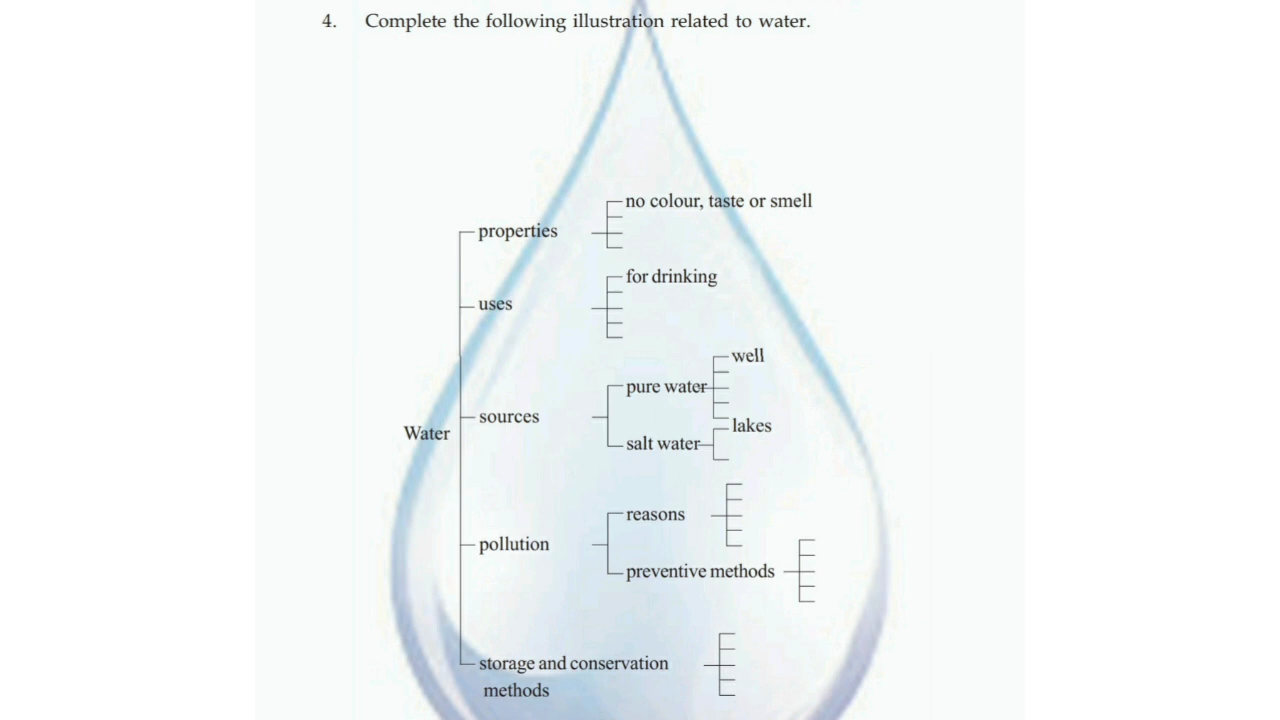 4. Complete the following illustration related to water.
no colour, taste or smell
properties
for drinking
uses
well
pure water
sources
lakes
Water
salt water
reasons
pollution
preventive methods
storage and conservation
methods